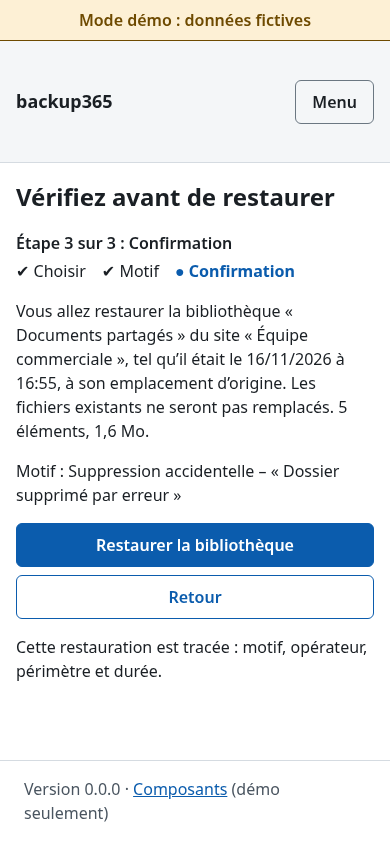 Mode démo : données fictives
backup365
Menu
Vérifiez avant de restaurer
Étape 3 sur 3 : Confirmation
✔ Choisir ✔ Motif ● Confirmation
Vous allez restaurer la bibliothèque «
Documents partagés » du site « Équipe
commerciale », tel qu’il était le 16/11/2026 à
16:55, à son emplacement d’origine. Les
fichiers existants ne seront pas remplacés. 5
éléments, 1,6 Mo.
Motif : Suppression accidentelle – « Dossier
supprimé par erreur »
Restaurer la bibliothèque
Retour
Cette restauration est tracée : motif, opérateur,
périmètre et durée.
Version 0.0.0 · Composants (démo
seulement)